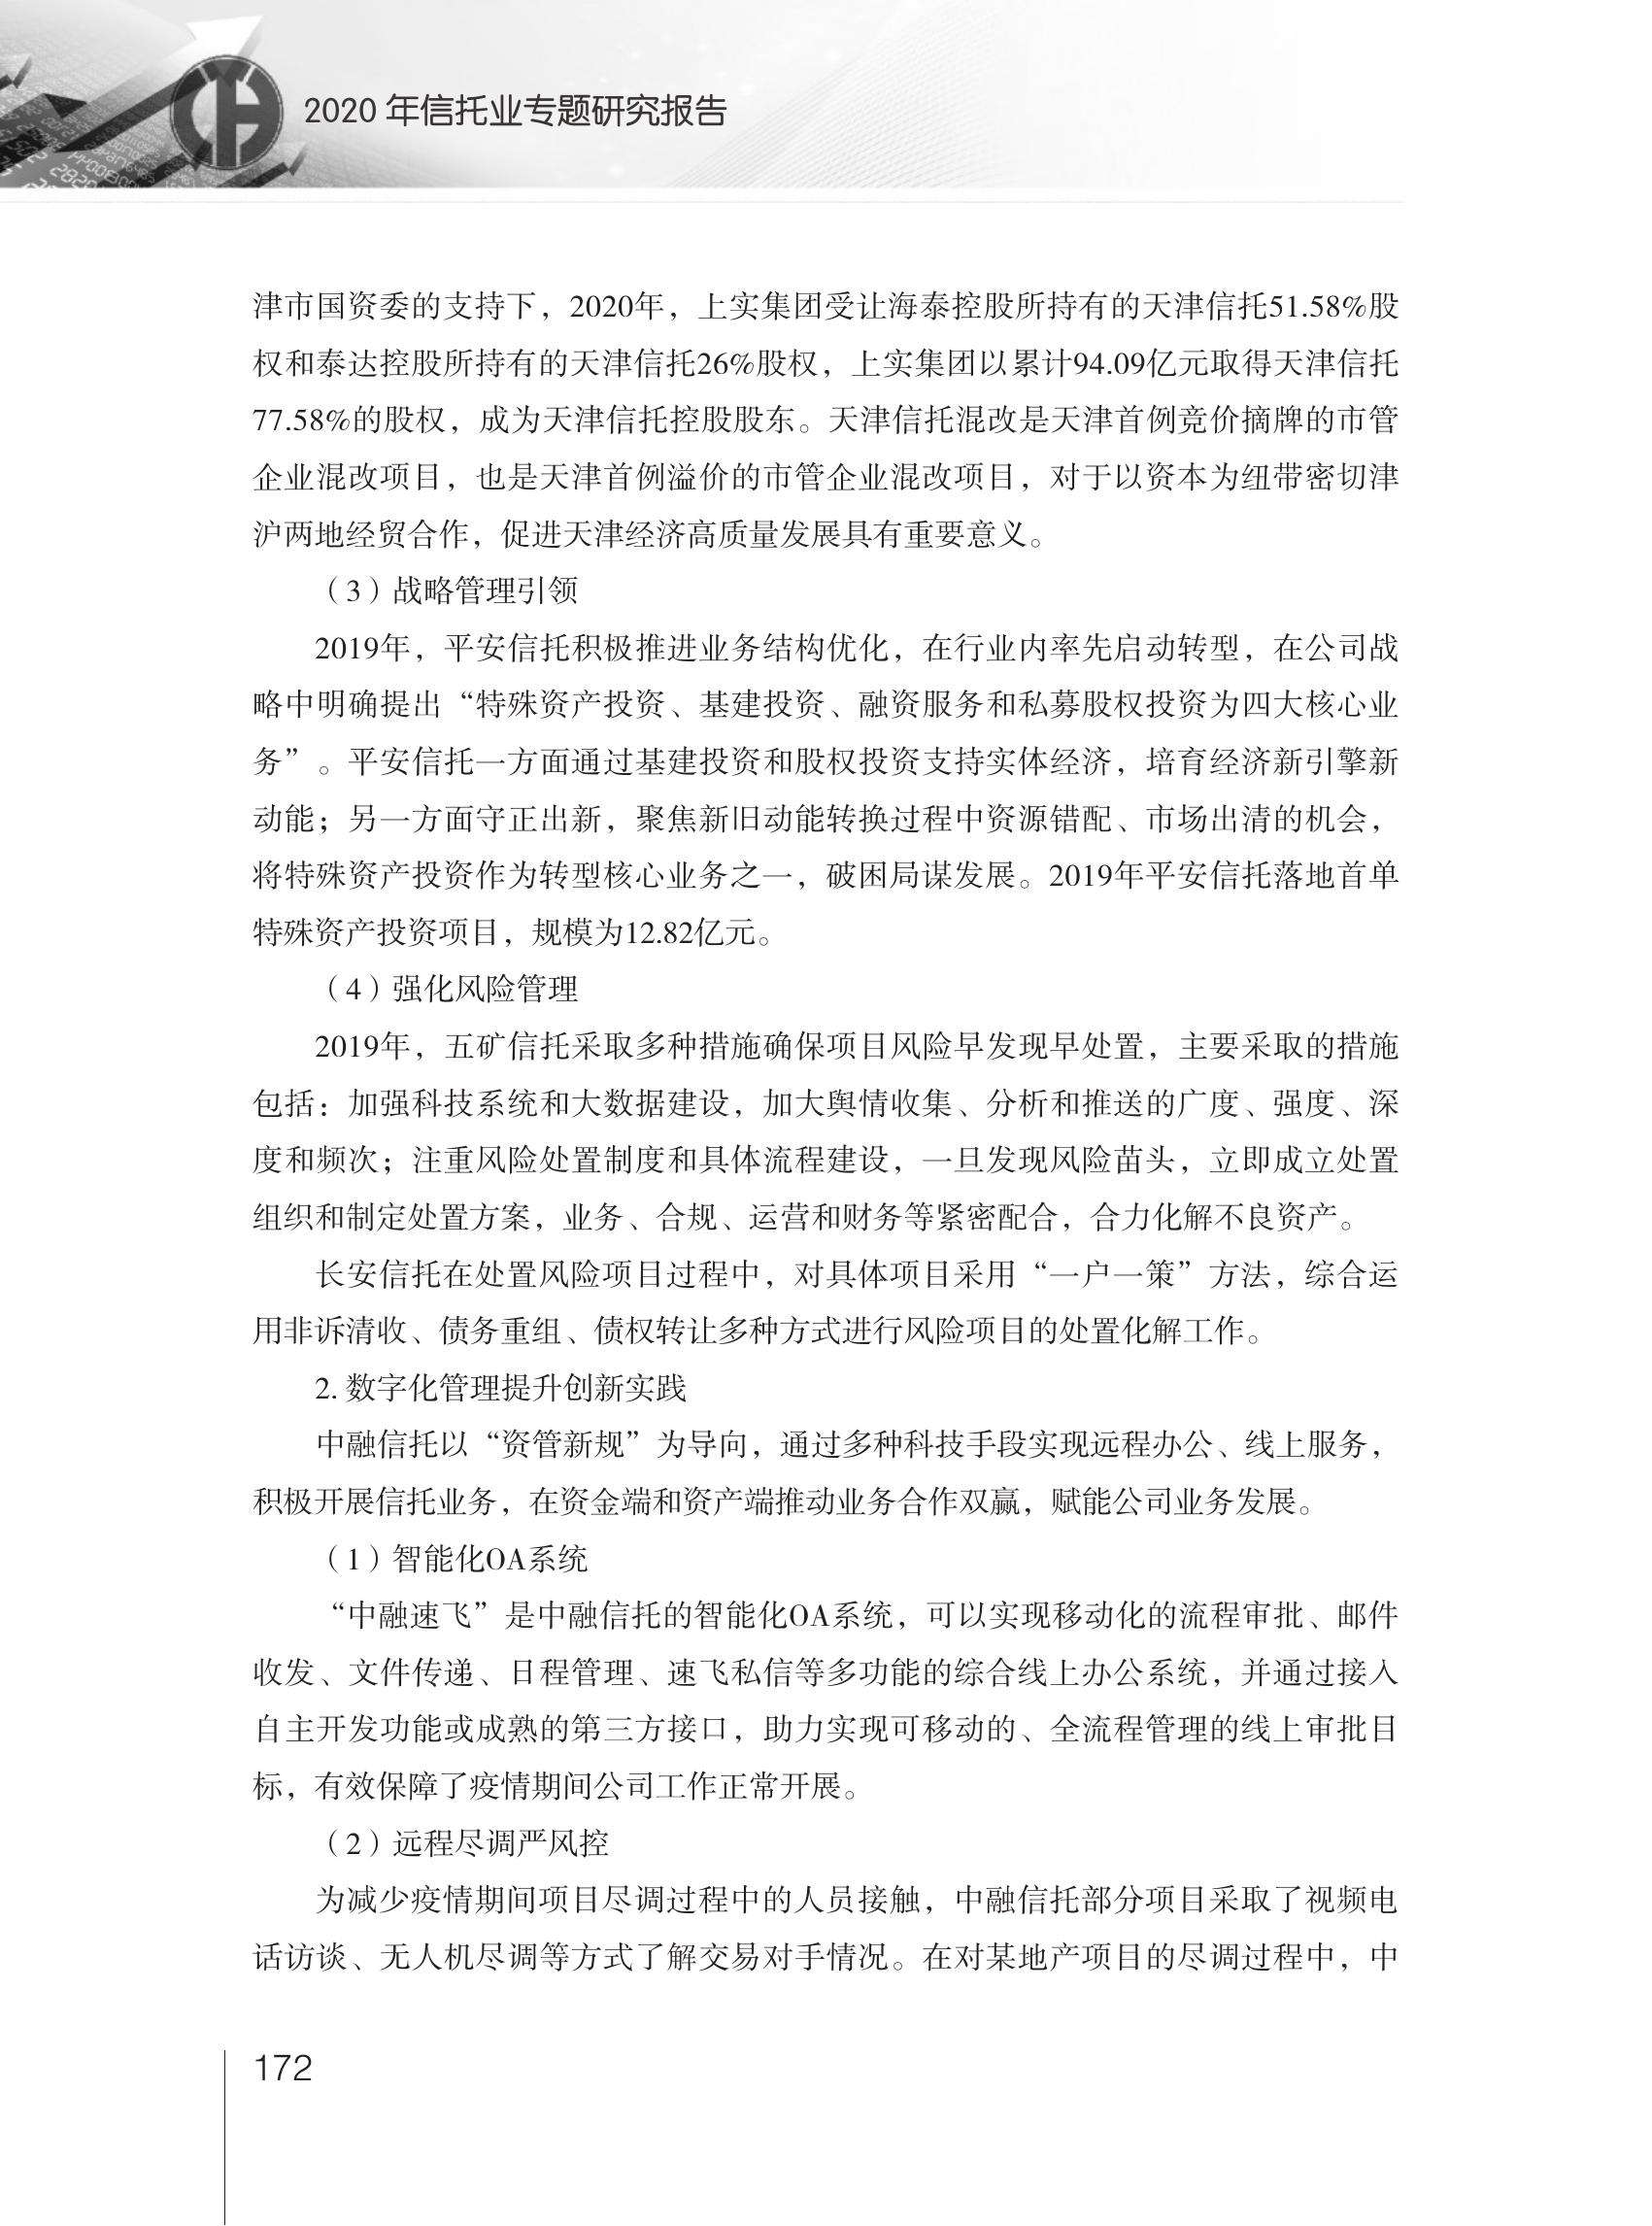 2020 年信托业专题研究报告
津市国资委的支持下，2020年，上实集团受让海泰控股所持有的天津信托51.58%股
权和泰达控股所持有的天津信托26%股权，上实集团以累计94.09亿元取得天津信托
77.58%的股权，成为天津信托控股股东。天津信托混改是天津首例竞价摘牌的市管
企业混改项目，也是天津首例溢价的市管企业混改项目，对于以资本为纽带密切津
沪两地经贸合作，促进天津经济高质量发展具有重要意义。
（3）战略管理引领
2019年，平安信托积极推进业务结构优化，在行业内率先启动转型，在公司战
略中明确提出“特殊资产投资、基建投资、融资服务和私募股权投资为四大核心业
务”。平安信托一方面通过基建投资和股权投资支持实体经济，培育经济新引擎新
动能；另一方面守正出新，聚焦新旧动能转换过程中资源错配、市场出清的机会，
将特殊资产投资作为转型核心业务之一，破困局谋发展。2019年平安信托落地首单
特殊资产投资项目，规模为12.82亿元。
（4）强化风险管理
2019年，五矿信托采取多种措施确保项目风险早发现早处置，主要采取的措施
包括：加强科技系统和大数据建设，加大舆情收集、分析和推送的广度、强度、深
度和频次；注重风险处置制度和具体流程建设，一旦发现风险苗头，立即成立处置
组织和制定处置方案，业务、合规、运营和财务等紧密配合，合力化解不良资产。
长安信托在处置风险项目过程中，对具体项目采用“一户一策”方法，综合运
用非诉清收、债务重组、债权转让多种方式进行风险项目的处置化解工作。
2. 数字化管理提升创新实践
中融信托以“资管新规”为导向，通过多种科技手段实现远程办公、线上服务，
积极开展信托业务，在资金端和资产端推动业务合作双赢，赋能公司业务发展。
（1）智能化OA系统
“中融速飞”是中融信托的智能化OA系统，可以实现移动化的流程审批、邮件
收发、文件传递、日程管理、速飞私信等多功能的综合线上办公系统，并通过接入
自主开发功能或成熟的第三方接口，助力实现可移动的、全流程管理的线上审批目
标，有效保障了疫情期间公司工作正常开展。
（2）远程尽调严风控
为减少疫情期间项目尽调过程中的人员接触，中融信托部分项目采取了视频电
话访谈、无人机尽调等方式了解交易对手情况。在对某地产项目的尽调过程中，中
172